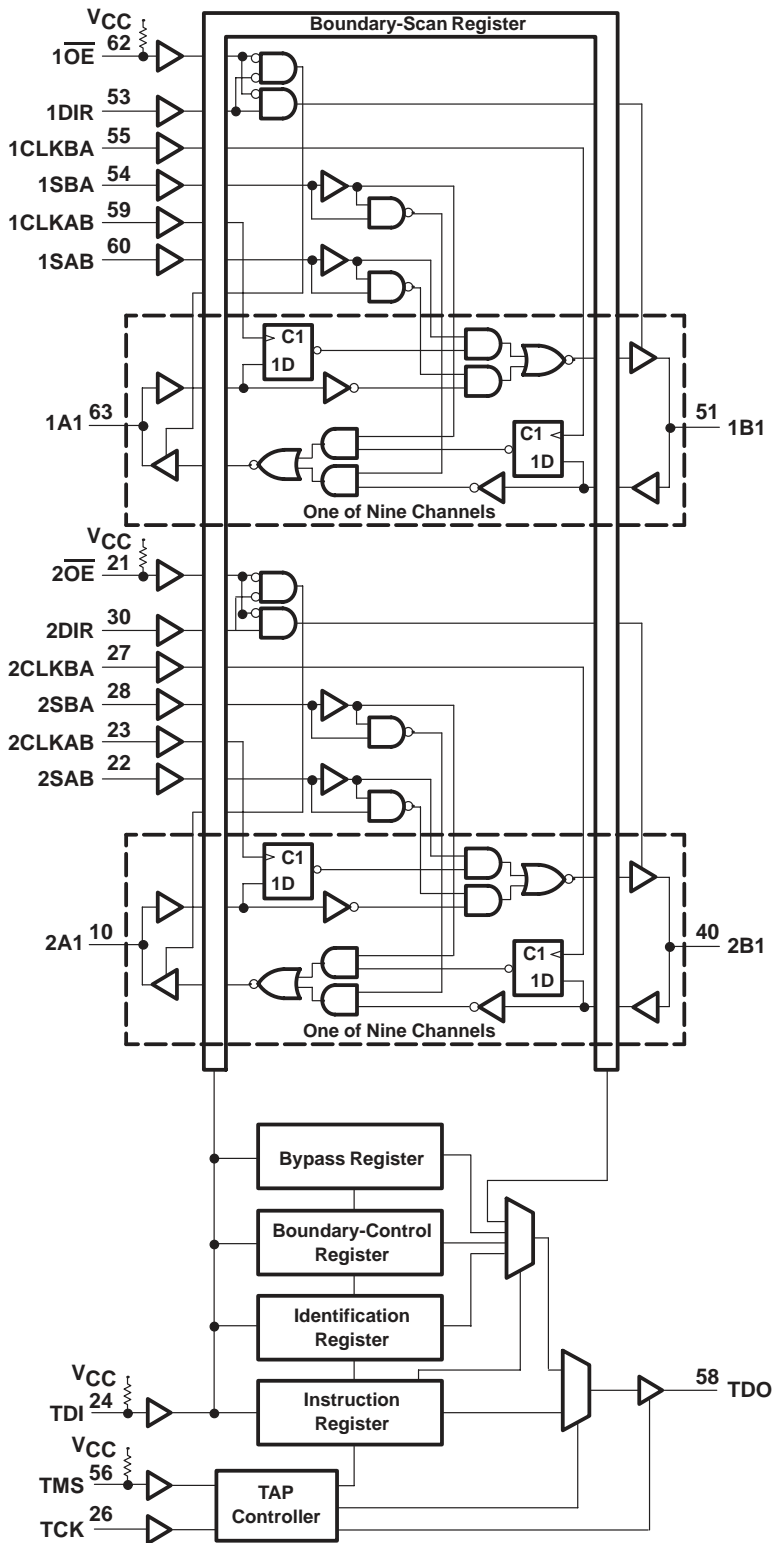 Boundary-Scan Register
VCC
1OE 62
1DIR 53
1CLKBA 55
1SBA 54
1CLKAB 59
1SAB 60
C1
1D
1A1 63
51 1B1
C1
1D
One of Nine Channels
VCC
2OE 21
2DIR 30
2CLKBA 27
2SBA 28
2CLKAB 23
2SAB 22
C1
1D
2A1 10
40 2B1
C1
1D
One of Nine Channels
Bypass Register
Boundary-Control
Register
Identification
Register
VCC
TDI 24
Instruction
Register
58 TDO
VCC
TMS 56
TAP
Controller
TCK 26